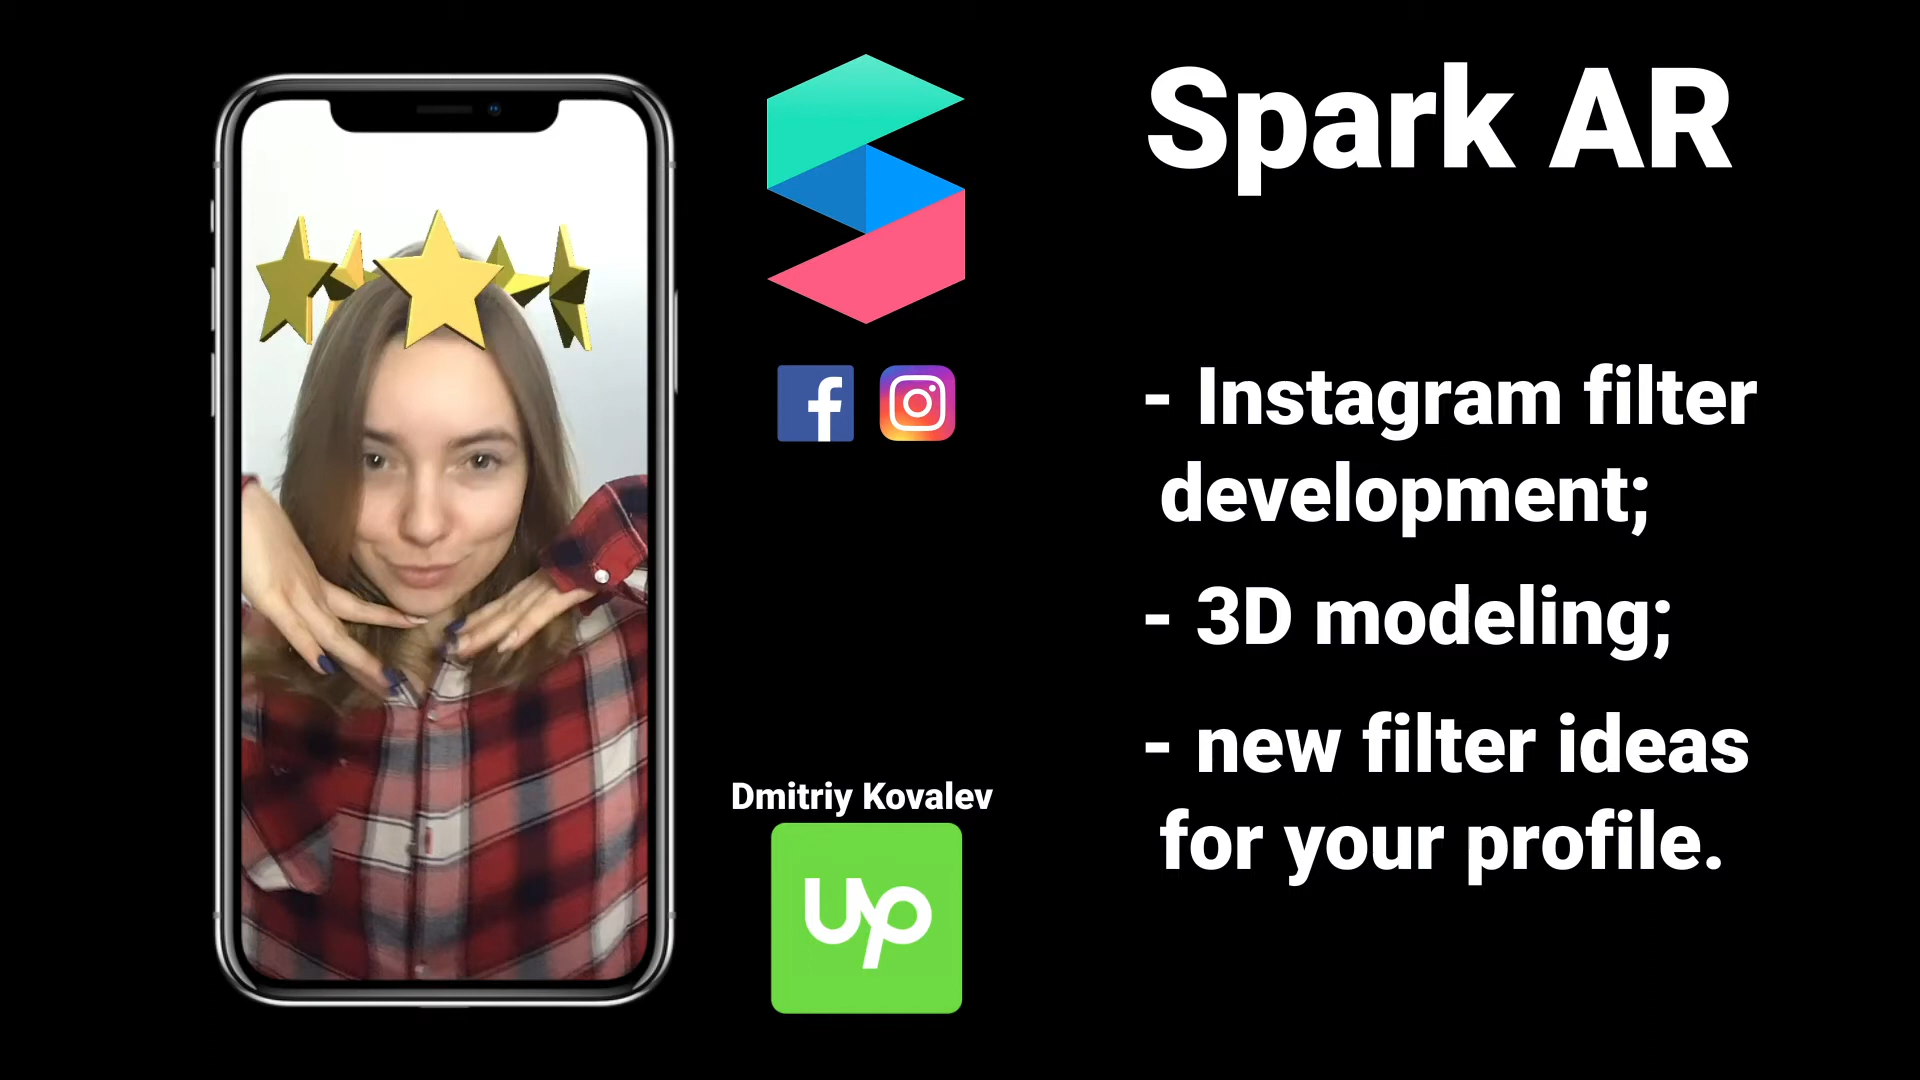 Spark AR
- Instagram filter
development;
- 3D modeling;
- new filter ideas
for your profile.
Dmitriy Kovalev
up